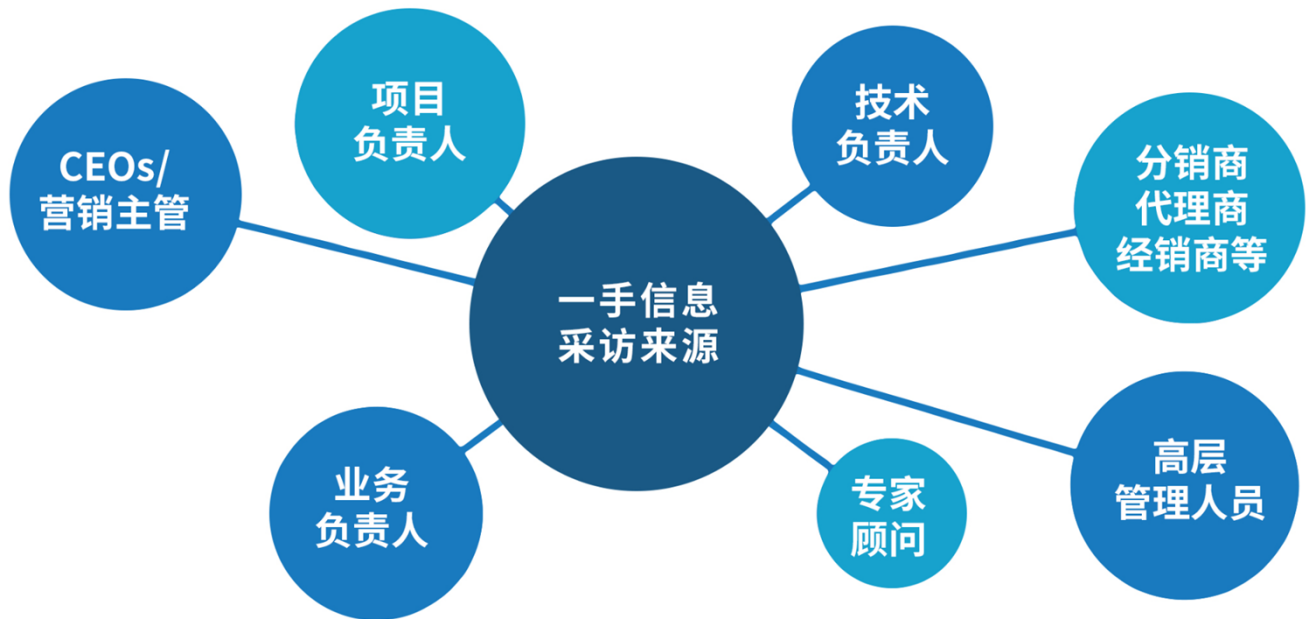 项目
负责人
技术
负责人
CEOs/
营销主管
分销商
代理商
经销商等
一手信息
采访来源
业务
负责人
专家
顾问
高层
管理人员